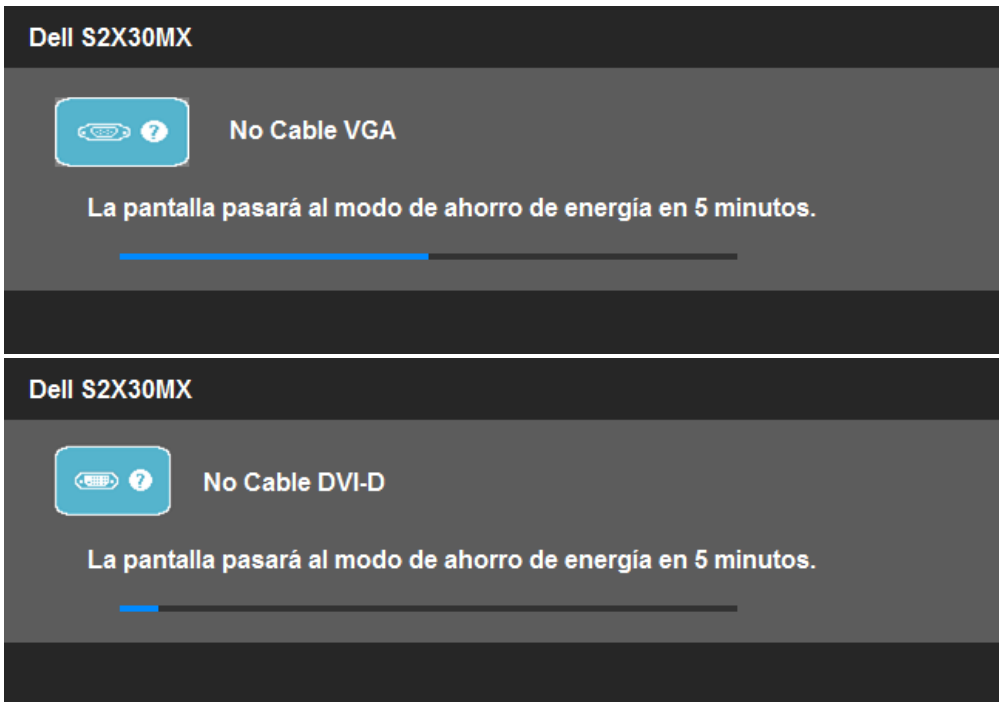 Dell S2X30MX
No Cable VGA
La pantalla pasará al modo de ahorro de energía en 5 minutos.
Dell S2X30MX
No Cable DVI-D
La pantalla pasará al modo de ahorro de energía en 5 minutos.